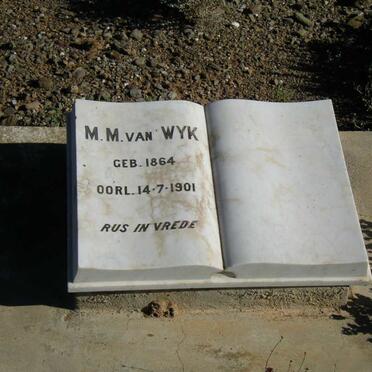 M. M. VAN WYK
GEB. 1864
OORL. 14-7-1901
RUS IN VREDE